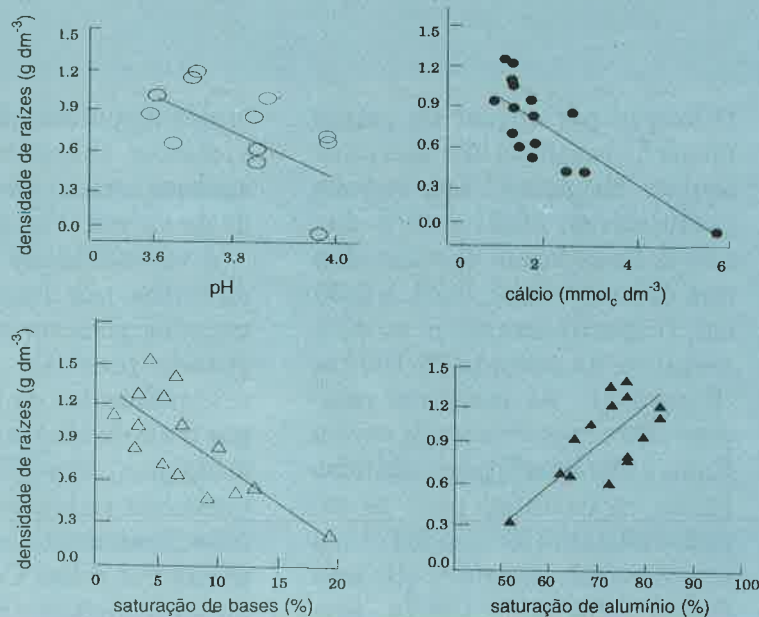 densidade de raízes (g dm-3)
1.5
1.2
1.9
1.6
1.3
0.0
0 3.6 3.8 4.0
pH
1.5
1.2
0.9
0.6
0.3
0.0
0 2 4 6
cálcio (mmolc dm-3)
densidade de raízes (g dm-3)
1.5
1.2
0.9
0.6
0.3
0.0
0 5 10 15 20
saturação de bases (%)
1.5
1.2
0.9
0.6
0.3
0.0
50 60 70 80 90 100
saturação de alumínio (%)